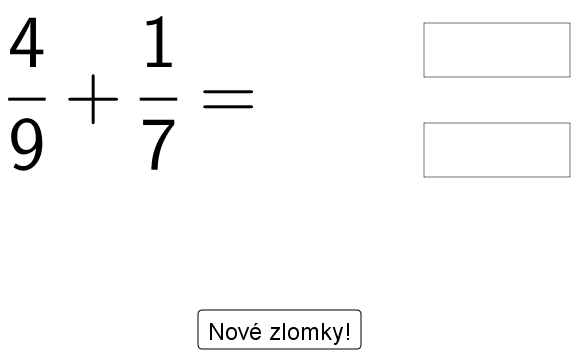 4/9 + 1/7 =
Nové zlomky!